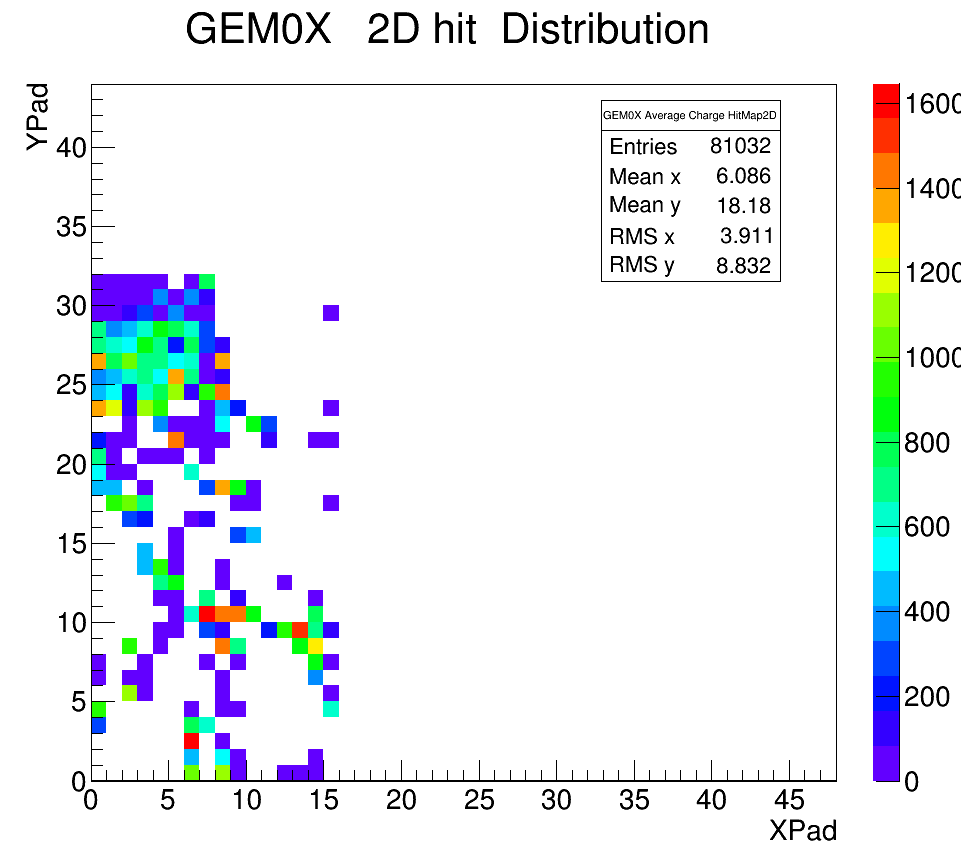 GEM0X 2D hit Distribution
YPad
GEM0X Average Charge HitMap2D
Entries 81032
Mean x 6.086
Mean y 18.18
RMS x 3.911
RMS y 8.832
40
35
30
25
20
15
10
5
0
0 5 10 15 20 25 30 35 40 45
XPad
1600
1400
1200
1000
800
600
400
200
0